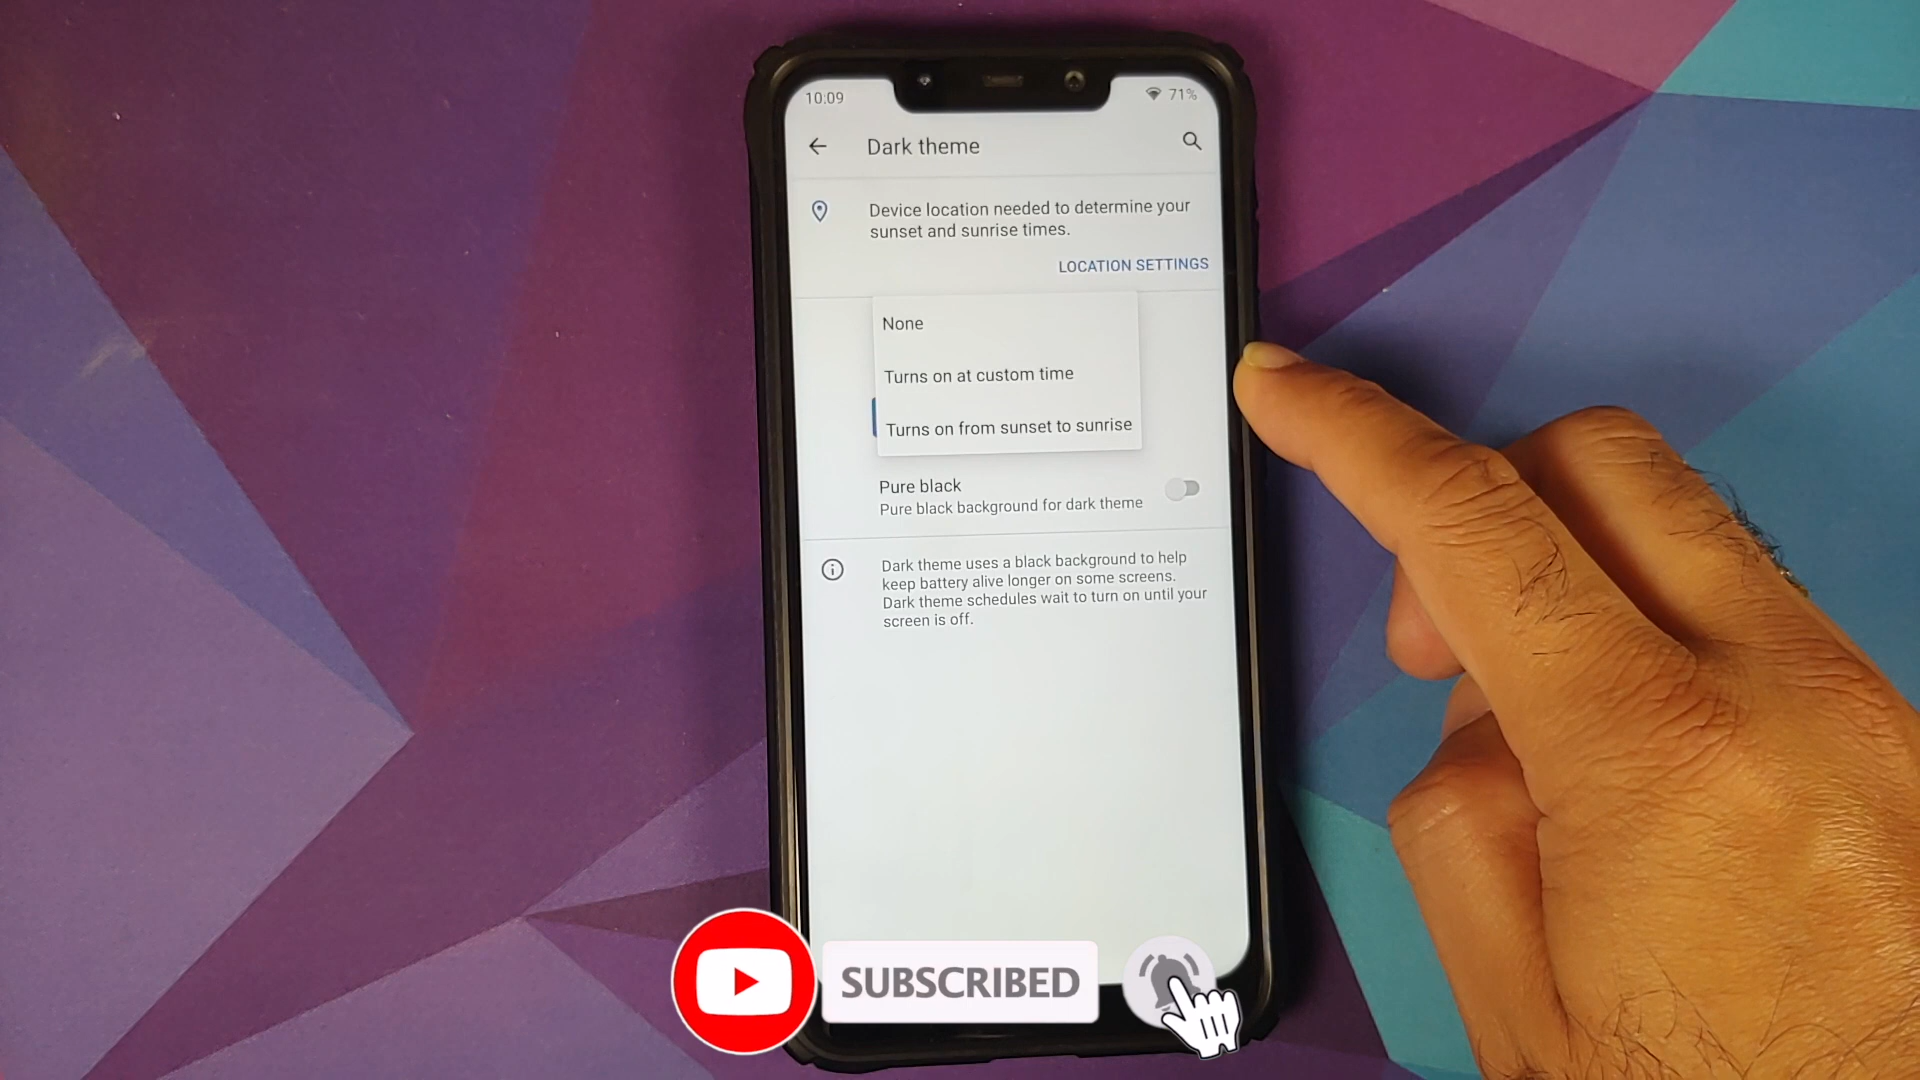 10:09
71%
Dark theme
Device location needed to determine your
sunset and sunrise times.
LOCATION SETTINGS
None
Turns on at custom time
Turns on from sunset to sunrise
Pure black
Pure black background for dark theme
Dark theme uses a black background to help
keep battery alive longer on some screens.
Dark theme schedules wait to turn on until your
screen is off.
SUBSCRIBED